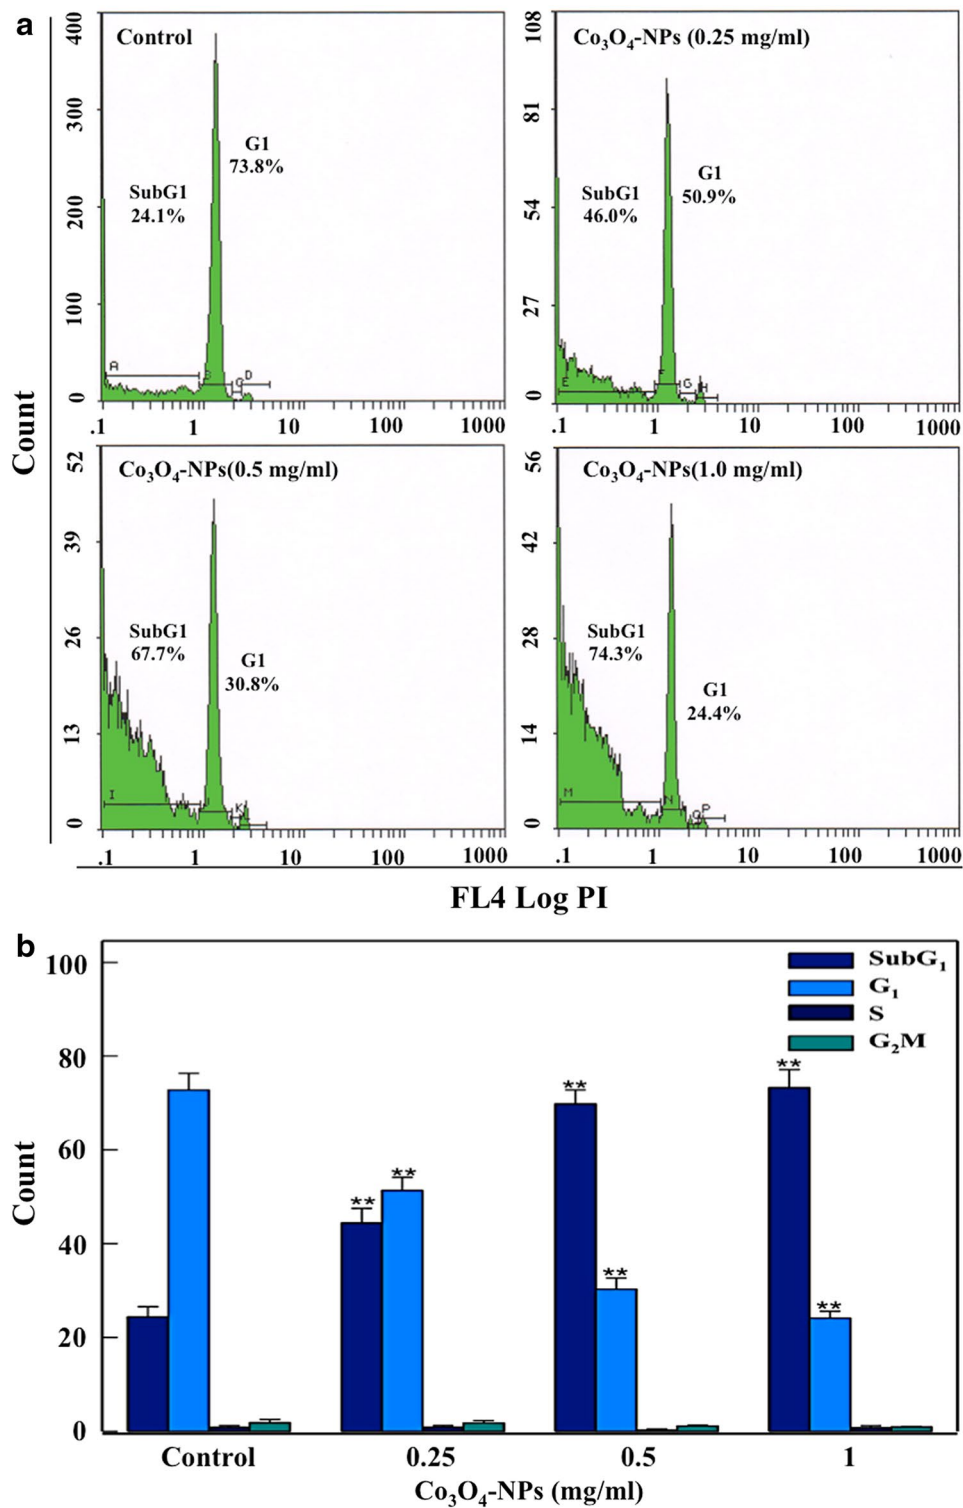 a
Control
G1
73.8%
SubG1
24.1%
400
300
200
100
0
A
B
C
D
.1 1 10 100 1000
Co₃O₄-NPs (0.25 mg/ml)
G1
50.9%
SubG1
46.0%
108
81
54
27
0
E
F
G
.1 1 10 100 1000
Co₃O₄-NPs(0.5 mg/ml)
SubG1
67.7%
G1
30.8%
52
39
26
13
0
I
K
.1 1 10 100 1000
Co₃O₄-NPs(1.0 mg/ml)
SubG1
74.3%
G1
24.4%
56
42
28
14
0
M
N
O
P
.1 1 10 100 1000
Count
FL4 Log PI
b
SubG₁
G₁
S
G₂M
100
80
60
40
20
0
Count
** **
** **
** **
Control 0.25 0.5 1
Co₃O₄-NPs (mg/ml)